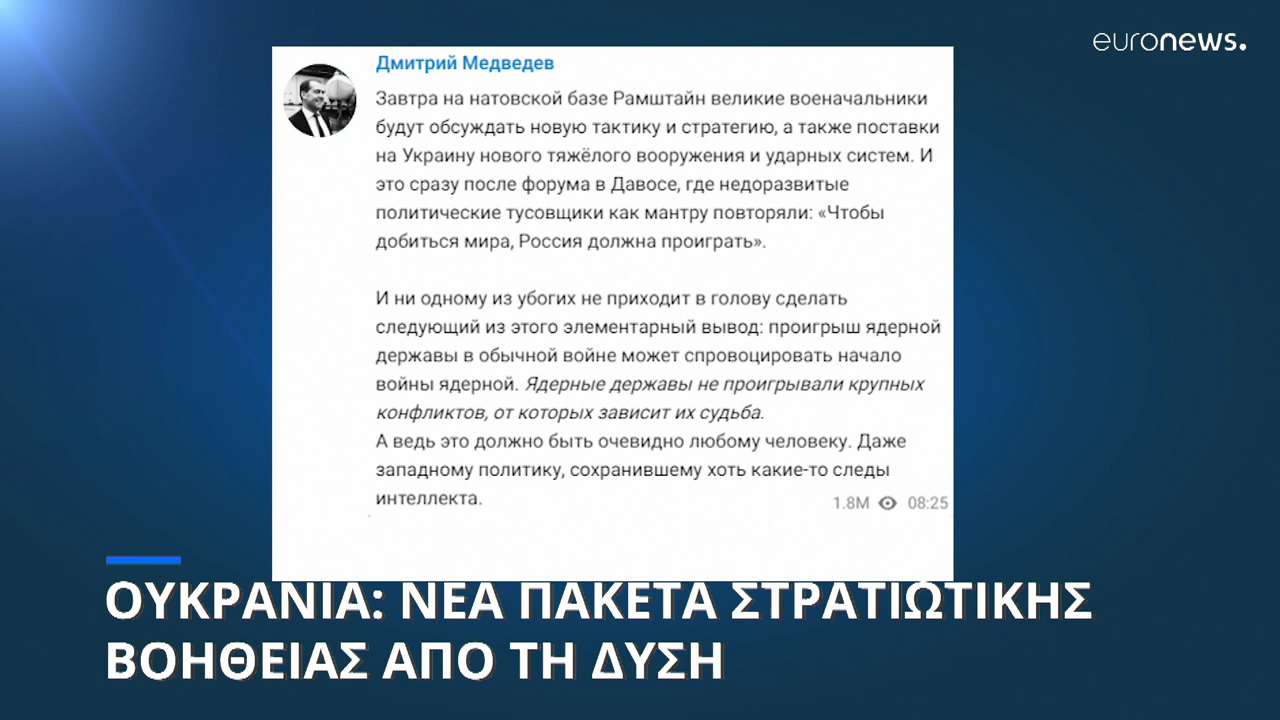 euronews.
Дмитрий Медведев
Завтра на натовской базе Рамштайн великие военачальники
будут обсуждать новую тактику и стратегию, а также поставки
на Украину нового тяжёлого вооружения и ударных систем. И
это сразу после форума в Давосе, где недоразвитые
политические тусовщики как мантру повторяли: «Чтобы
добиться мира, Россия должна проиграть».
И ни одному из убогих не приходит в голову сделать
следующий из этого элементарный вывод: проигрыш ядерной
державы в обычной войне может спровоцировать начало
войны ядерной. Ядерные державы не проигрывали крупных
конфликтов, от которых зависит их судьба.
А ведь это должно быть очевидно любому человеку. Даже
западному политику, сохранившему хоть какие-то следы
интеллекта.
1.8M 08:25
ΟΥΚΡΑΝΙΑ: ΝΕΑ ΠΑΚΕΤΑ ΣΤΡΑΤΙΩΤΙΚΗΣ
ΒΟΗΘΕΙΑΣ ΑΠΟ ΤΗ ΔΥΣΗ